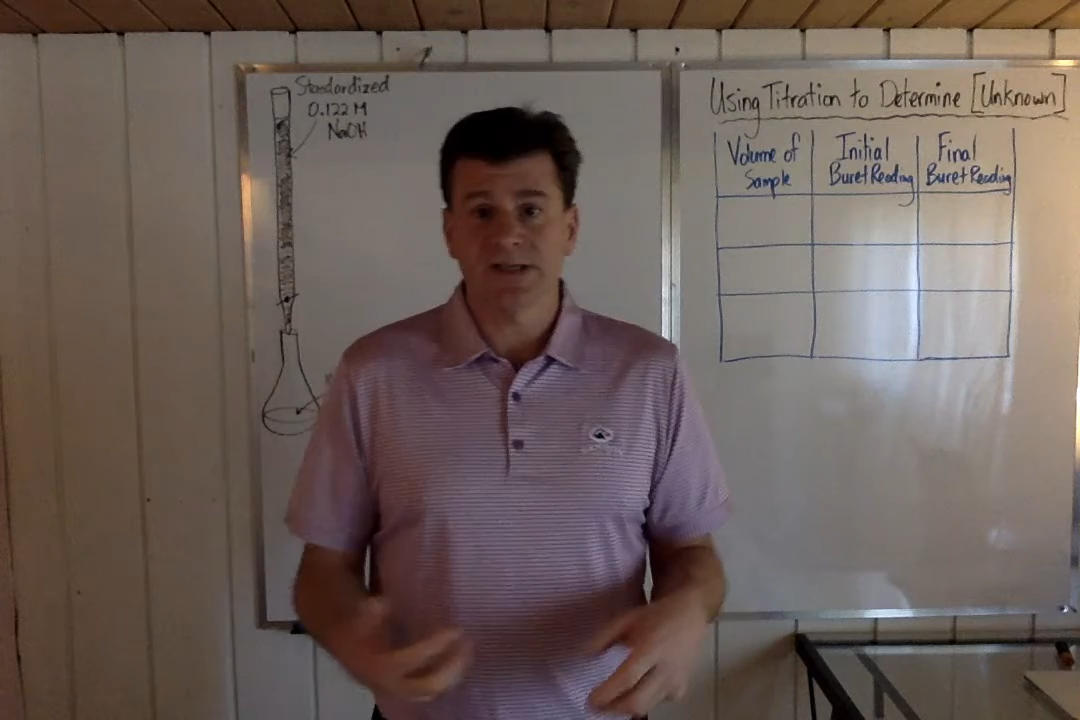 Standardized
0.122 M
NaOH
Using Titration to Determine [Unknown]
Volume of
Sample
Initial
Buret Reading
Final
Buret Reading